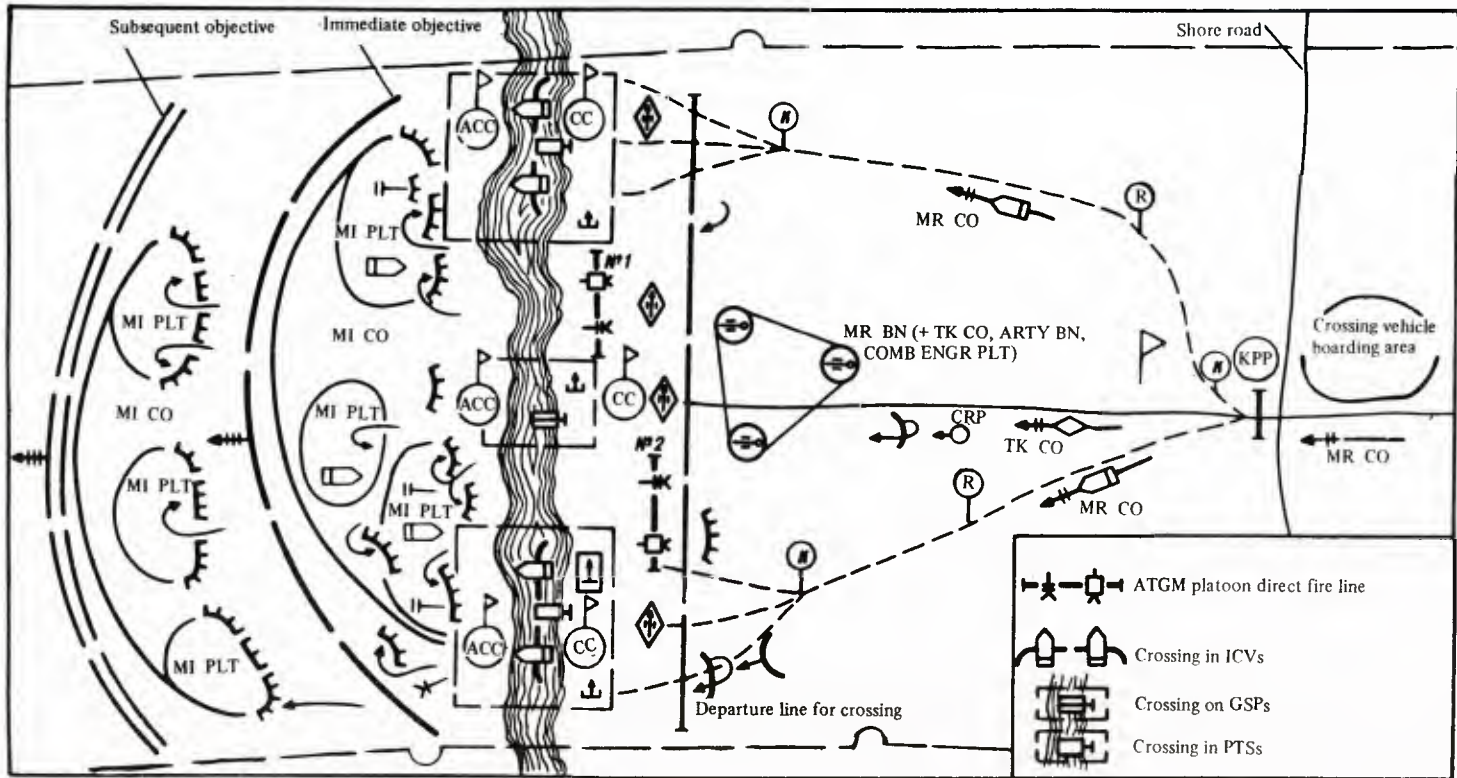 Subsequent objective
Immediate objective
Shore road
ACC
CC
И
R
MR CO
MI PLT
№1
MI PLT
MI CO
MR BN (+ TK CO, ARTY BN,
COMB ENGR PLT)
Crossing vehicle
boarding area
KPP
И
MI CO
MI PLT
ACC
CC
CRP
TK CO
MR CO
№2
MI PLT
MI PLT
R
MR CO
И
ACC
CC
MI PLT
Departure line for crossing
ATGM platoon direct fire line
Crossing in ICVs
Crossing on GSPs
Crossing in PTSs